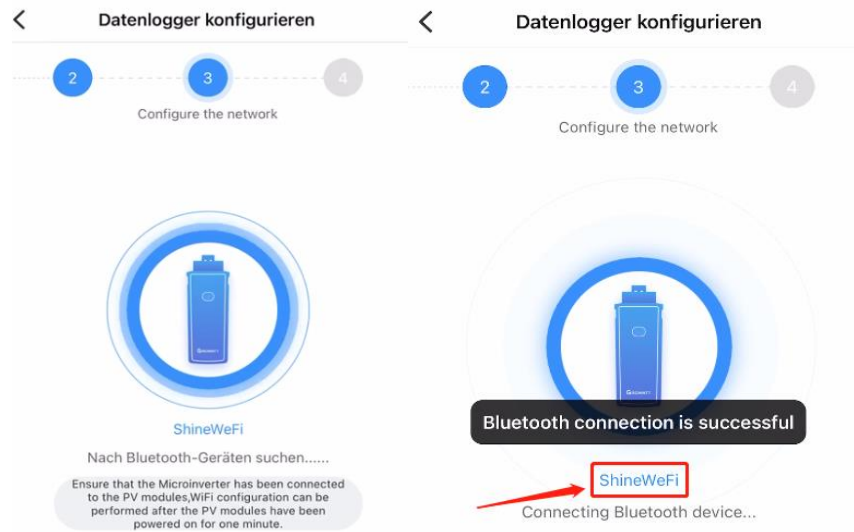 Datenlogger konfigurieren
2
3
4
Configure the network
GROWATT
ShineWeFi
Nach Bluetooth-Geräten suchen......
Ensure that the Microinverter has been connected
to the PV modules,WiFi configuration can be
performed after the PV modules have been
powered on for one minute.
Datenlogger konfigurieren
2
3
4
Configure the network
GROWATT
Bluetooth connection is successful
ShineWeFi
Connecting Bluetooth device...